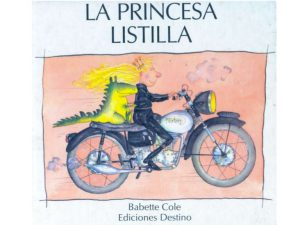 LA PRINCESA
LISTILLA
Babette Cole
Ediciones Destino